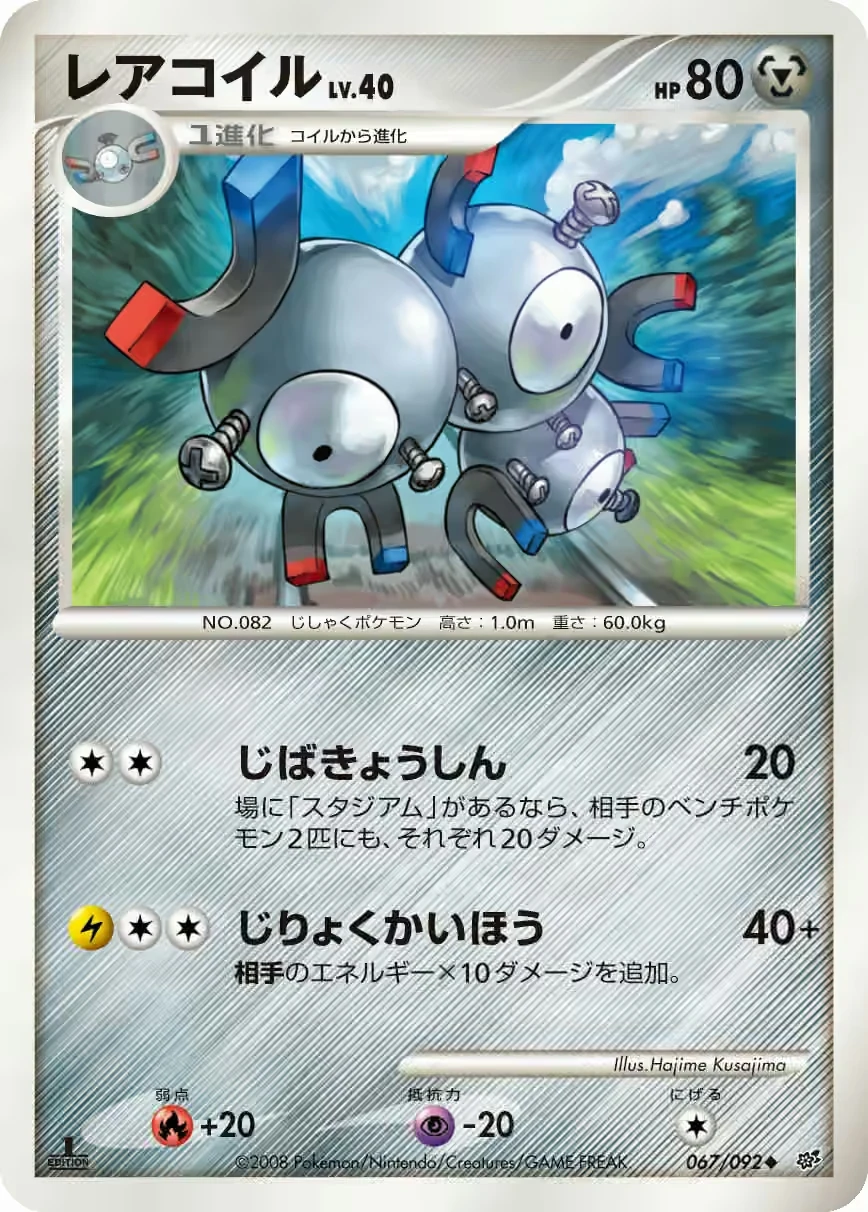 レアコイル LV.40 HP 80
1進化 コイルから進化
NO.082 じしゃくポケモン 高さ：1.0m 重さ：60.0kg
じばきょうしん 20
場に「スタジアム」があるなら、相手のベンチポケ
モン2匹にも、それぞれ20ダメージ。
じりょくかいほう 40+
相手のエネルギー×10ダメージを追加。
Illus.Hajime Kusajima
弱点 抵抗力 にげる
+20 -20
1 EDITION ©2008 Pokémon/Nintendo/Creatures/GAME FREAK. 067/092◆